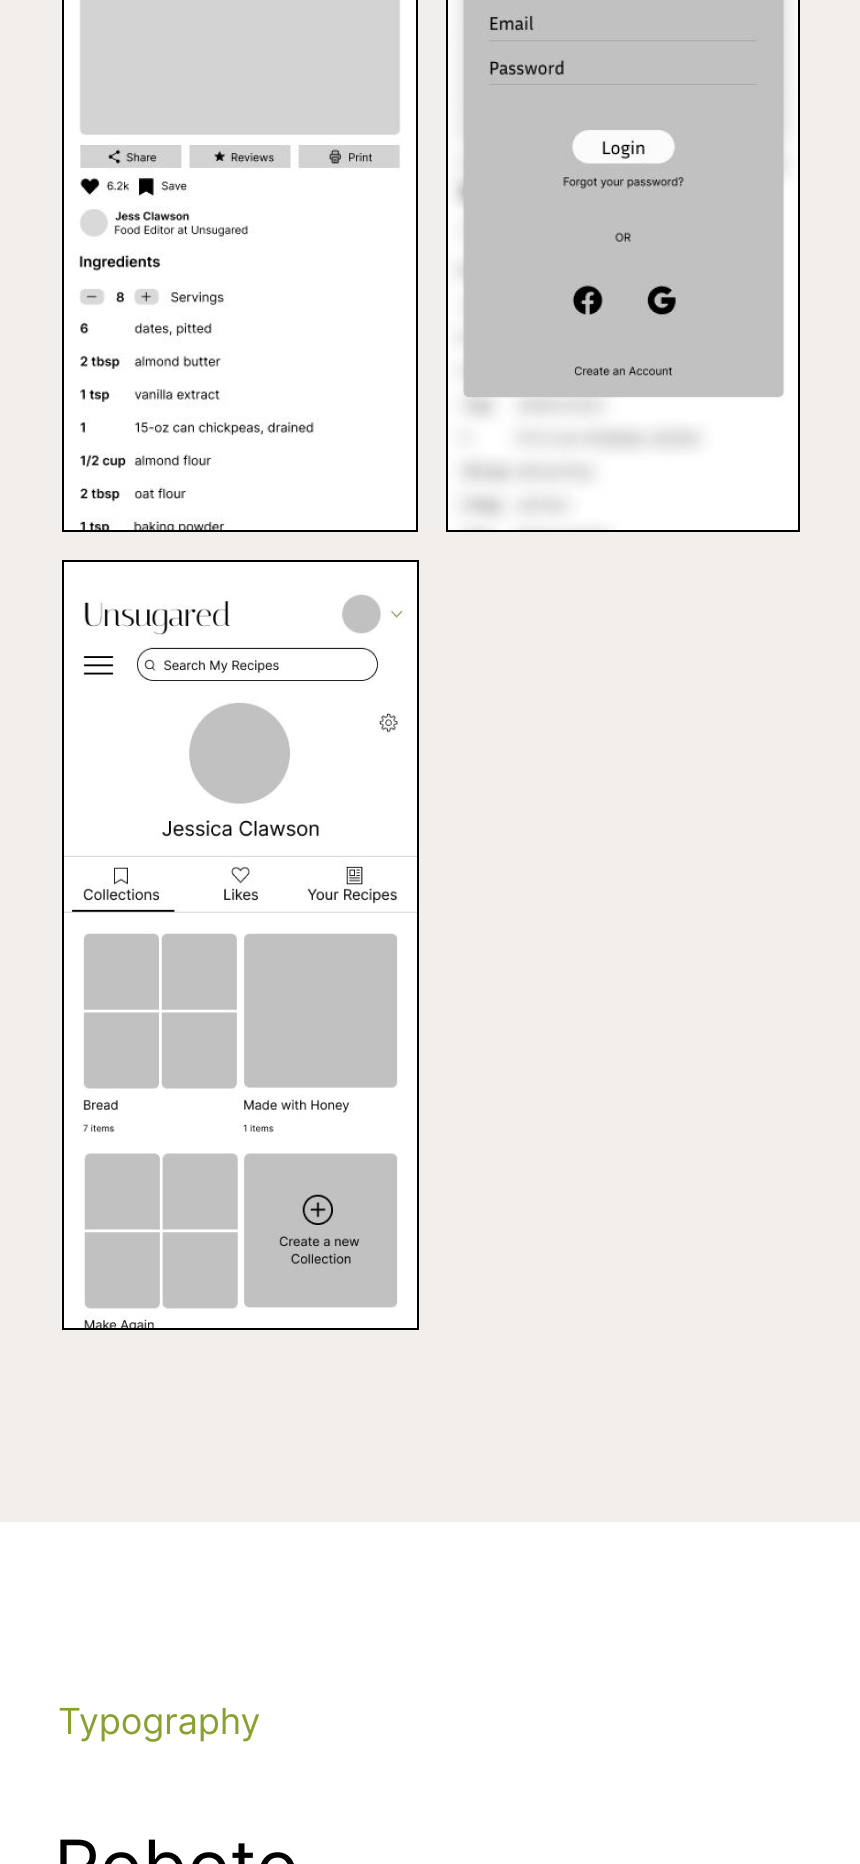 Share
Reviews
Print
6.2k
Save
Jess Clawson
Food Editor at Unsugared
Ingredients
8
Servings
6 dates, pitted
2 tbsp almond butter
1 tsp vanilla extract
1 15-oz can chickpeas, drained
1/2 cup almond flour
2 tbsp oat flour
1 tsp baking powder
Email
Password
Login
Forgot your password?
OR
Create an Account
Unsugared
Search My Recipes
Jessica Clawson
Collections
Likes
Your Recipes
Bread
7 items
Made with Honey
1 items
Create a new
Collection
Make Again
Typography
Roboto